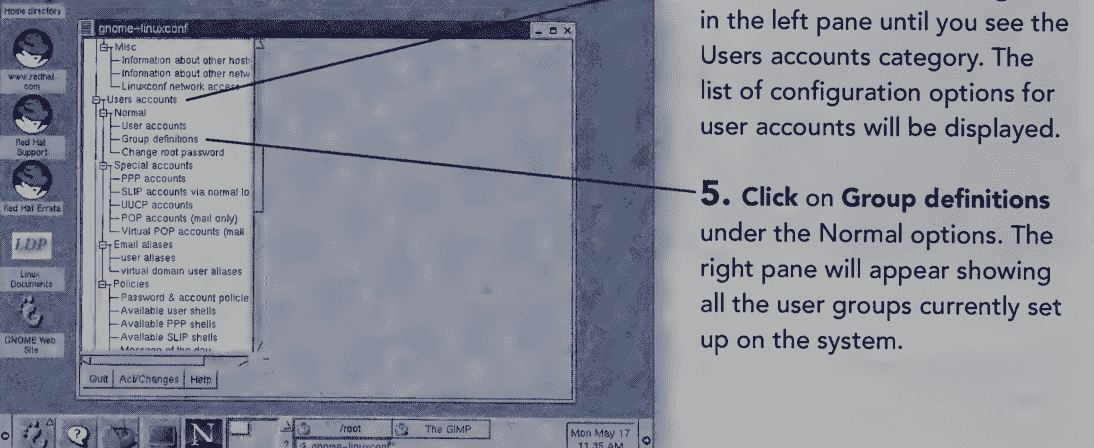 Home directory
www.redhat.
com
Red Hat
Support
Red Hat Errata
LDP
Linux
Documents
GNOME Web
Site
gnome-linuxconf
Misc
Information about other host
Information about other netw
Linuxconf network access
Users accounts
Normal
User accounts
Group definitions
Change root password
Special accounts
PPP accounts
SLIP accounts via normal lo
UUCP accounts
POP accounts (mail only)
Virtual POP accounts (mail
Email aliases
user aliases
virtual domain user aliases
Policies
Password & account policie
Available user shells
Available PPP shells
Available SLIP shells
Message of the day
Quit Act/Changes Help
N
/root
The GIMP
gnome-linuxconf
Mon May 17
11:35 AM
in the left pane until you see the
Users accounts category. The
list of configuration options for
user accounts will be displayed.
5. Click on Group definitions
under the Normal options. The
right pane will appear showing
all the user groups currently set
up on the system.